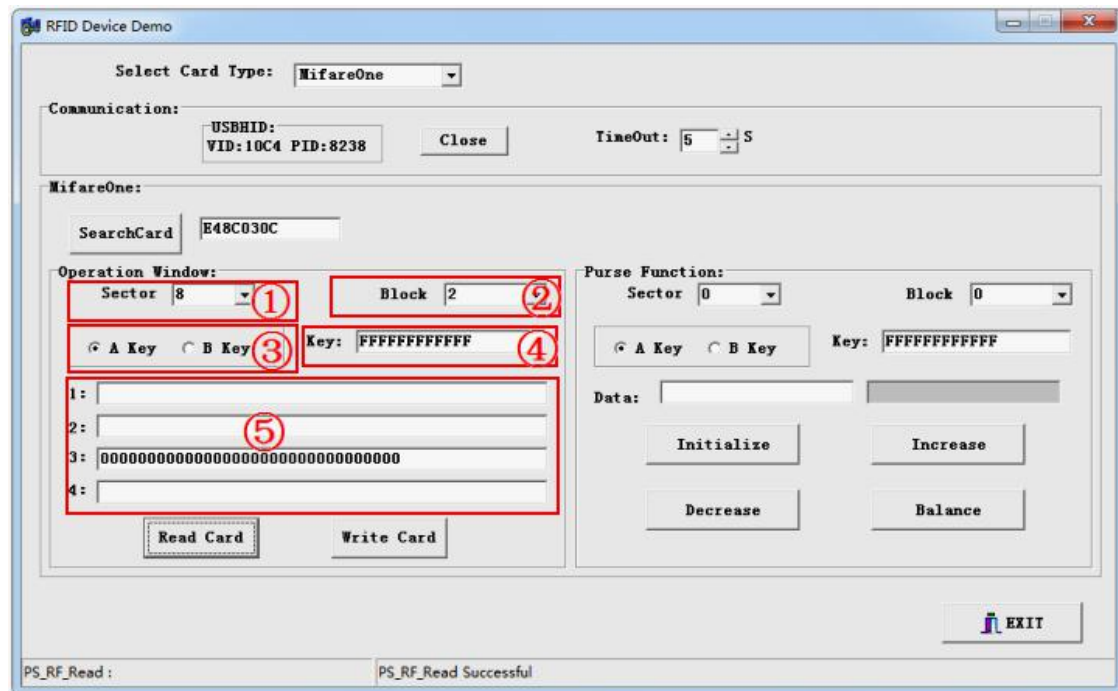 RFID Device Demo
Select Card Type: MifareOne
Communication:
USBHID:
VID:10C4 PID:8238
Close
TimeOut: 5 S
MifareOne:
SearchCard E48C030C
Operation Window:
Sector 8 ① Block 2 ②
A Key B Key ③ Key: FFFFFFFFFFFF ④
1:
2: ⑤
3: 00000000000000000000000000000000
4:
Read Card Write Card
Purse Function:
Sector 0 Block 0
A Key B Key Key: FFFFFFFFFFFF
Data:
Initialize Increase
Decrease Balance
EXIT
PS_RF_Read : PS_RF_Read Successful